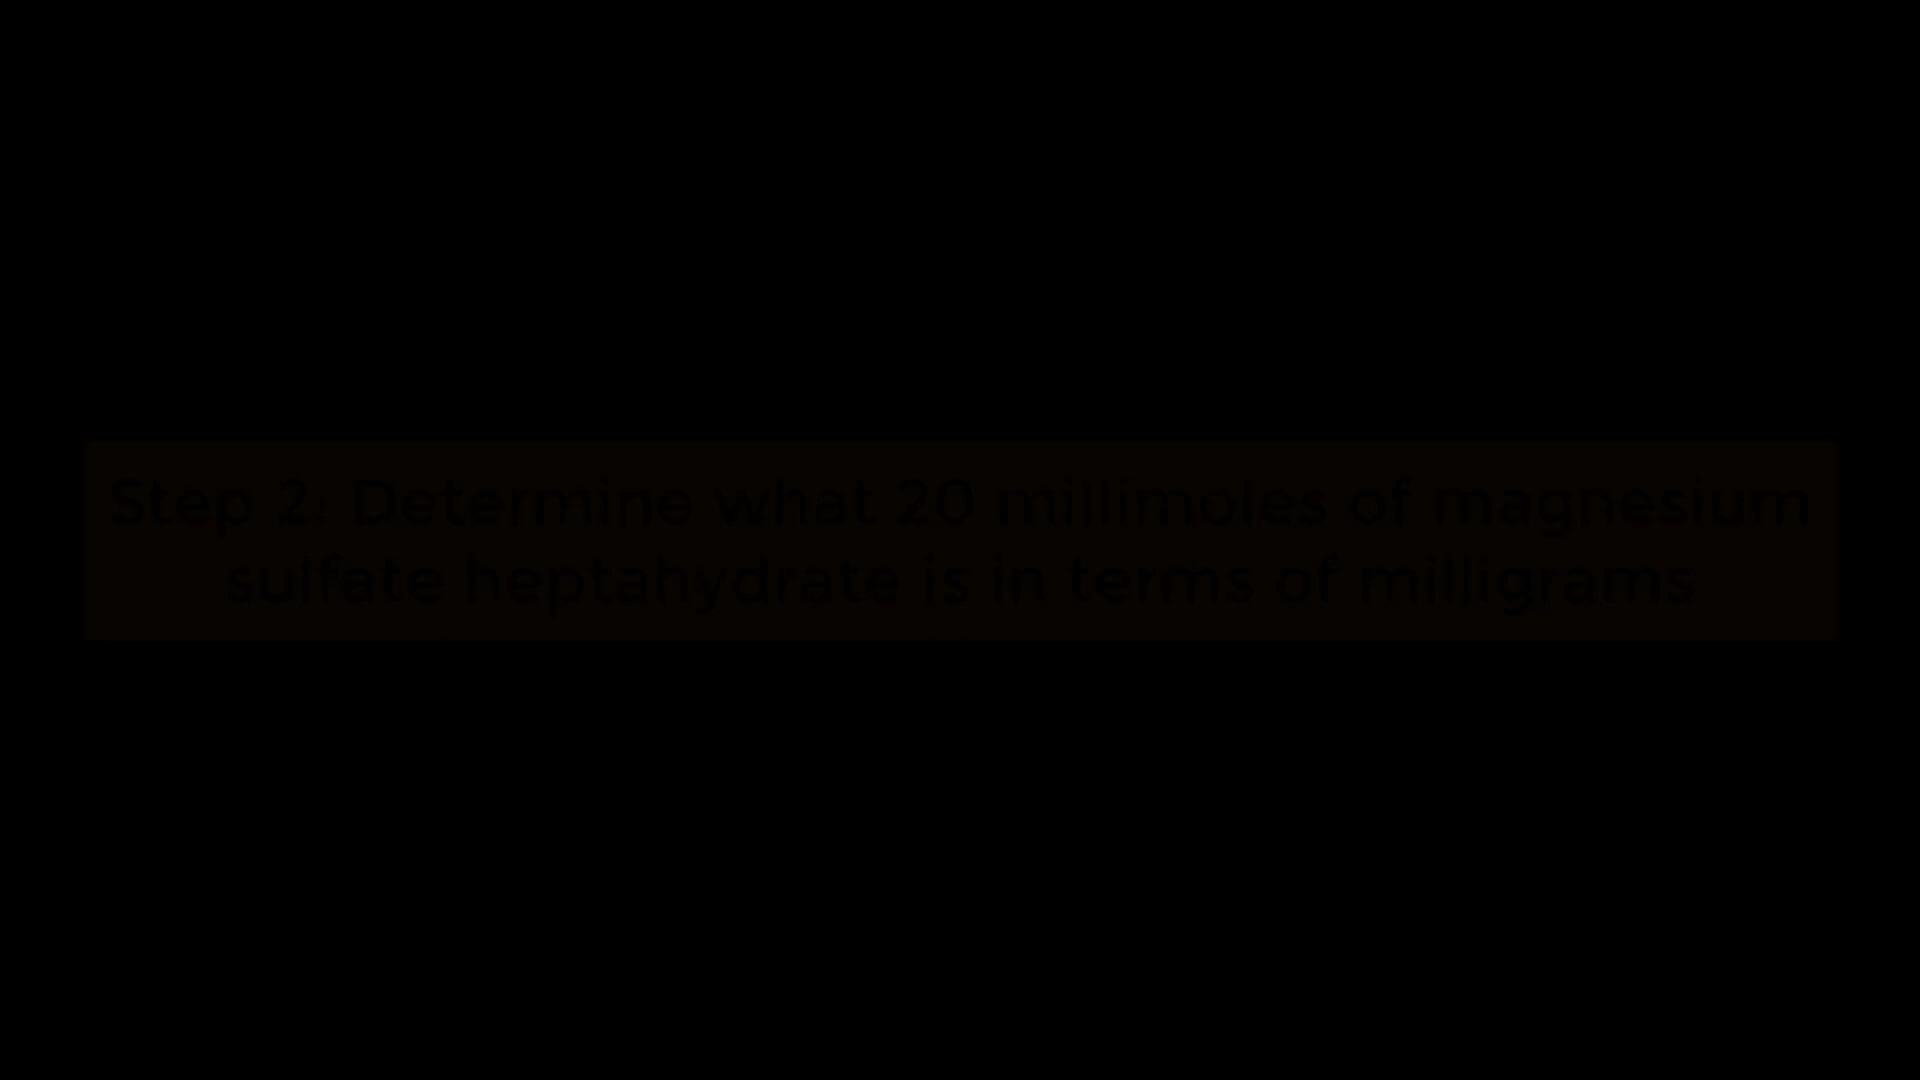 Step 2: Determine what 20 millimoles of magnesium
sulfate heptahydrate is in terms of milligrams